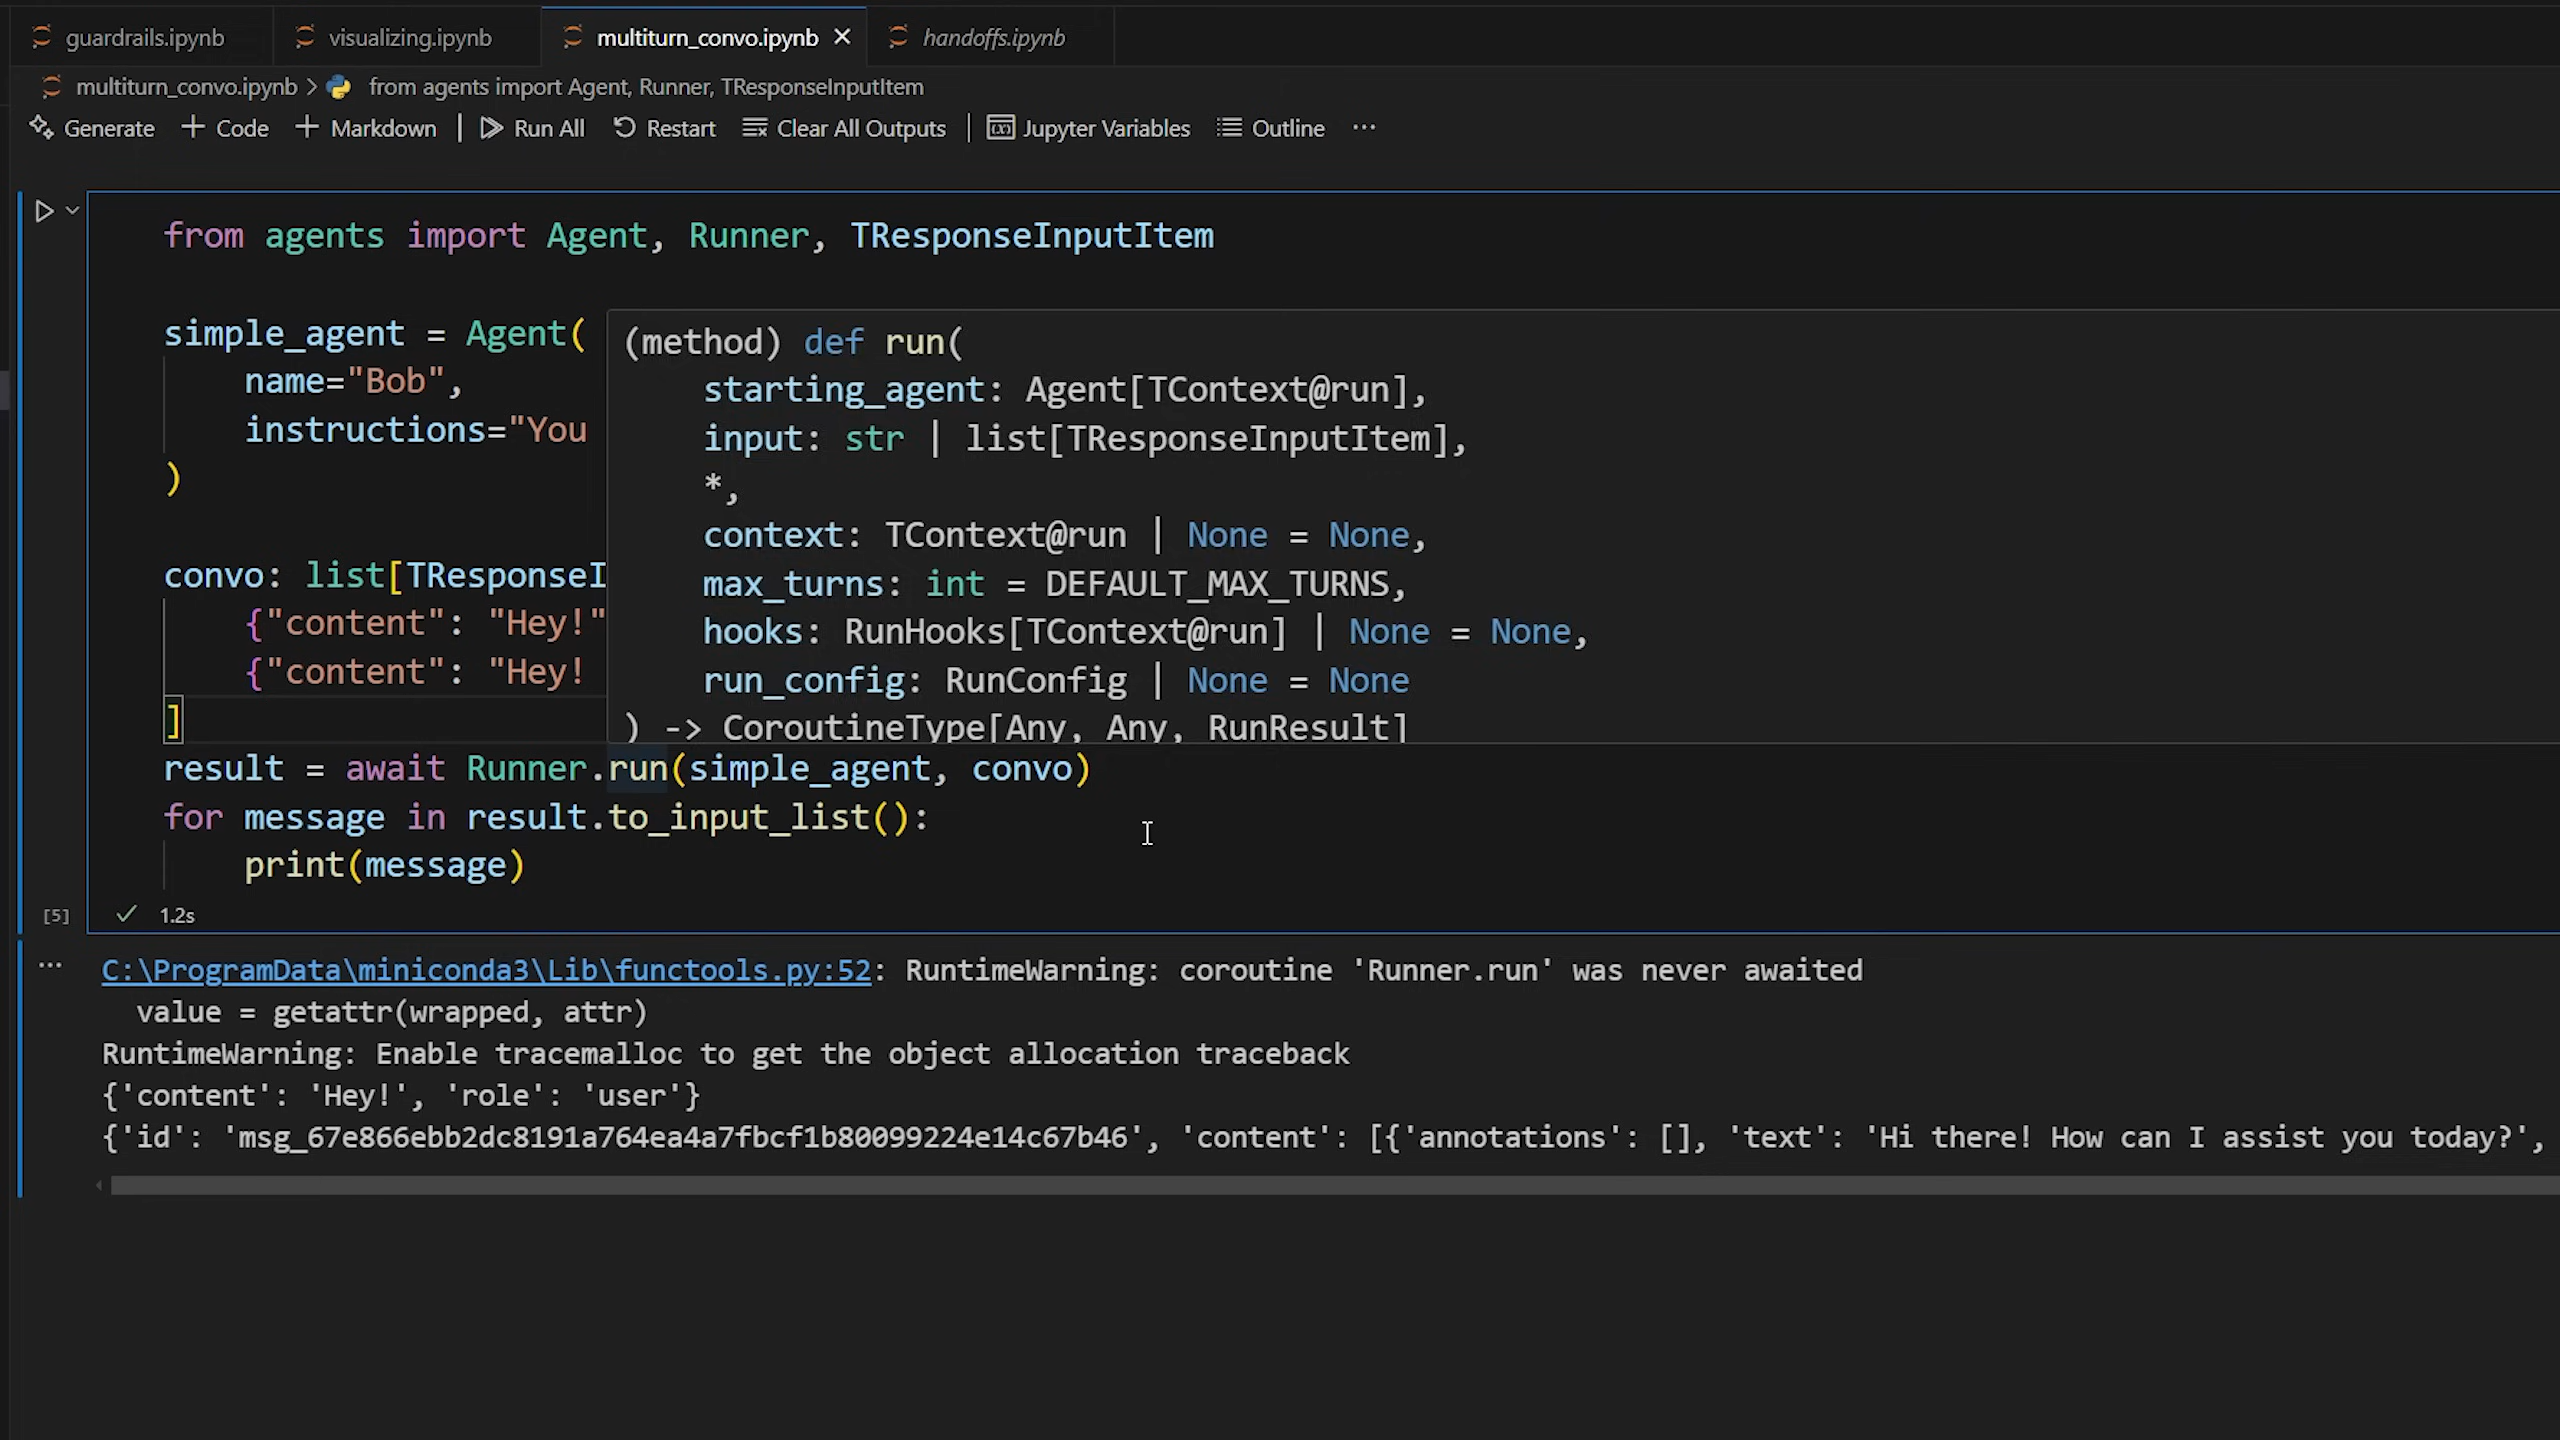 guardrails.ipynb visualizing.ipynb multiturn_convo.ipynb handoffs.ipynb
multiturn_convo.ipynb > from agents import Agent, Runner, TResponseInputItem
Generate + Code + Markdown | Run All Restart Clear All Outputs | Jupyter Variables Outline ...
from agents import Agent, Runner, TResponseInputItem
simple_agent = Agent(
name="Bob",
instructions="You
)
convo: list[TResponseI
{"content": "Hey!"
{"content": "Hey!
]
(method) def run(
starting_agent: Agent[TContext@run],
input: str | list[TResponseInputItem],
*,
context: TContext@run | None = None,
max_turns: int = DEFAULT_MAX_TURNS,
hooks: RunHooks[TContext@run] | None = None,
run_config: RunConfig | None = None
) -> CoroutineType[Any, Any, RunResult]
result = await Runner.run(simple_agent, convo)
for message in result.to_input_list():
print(message)
[5] ✓ 1.2s
... C:\ProgramData\miniconda3\Lib\functools.py:52: RuntimeWarning: coroutine 'Runner.run' was never awaited
value = getattr(wrapped, attr)
RuntimeWarning: Enable tracemalloc to get the object allocation traceback
{'content': 'Hey!', 'role': 'user'}
{'id': 'msg_67e866ebb2dc8191a764ea4a7fbcf1b80099224e14c67b46', 'content': [{'annotations': [], 'text': 'Hi there! How can I assist you today?',